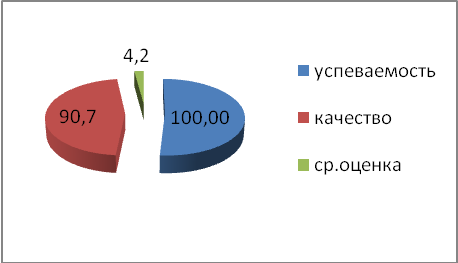 4,2
90,7
100,00
успеваемость
качество
ср.оценка